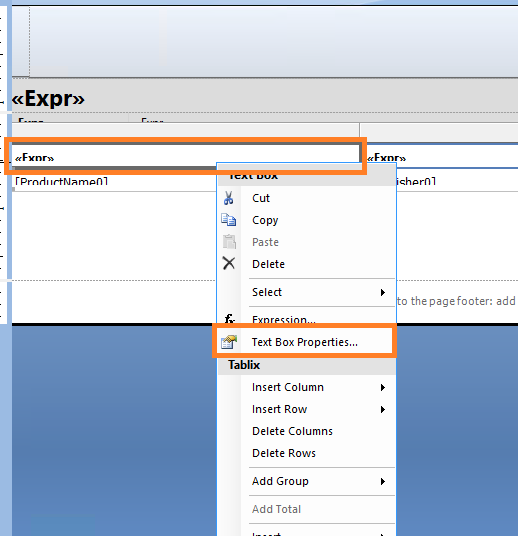 «Expr»
Expr Expr
«Expr» «Expr»
[ProductName0] isher0]
Text Box
Cut
Copy
Paste
Delete
Select
to the page footer: add
Expression...
Text Box Properties...
Tablix
Insert Column
Insert Row
Delete Columns
Delete Rows
Add Group
Add Total
Insert